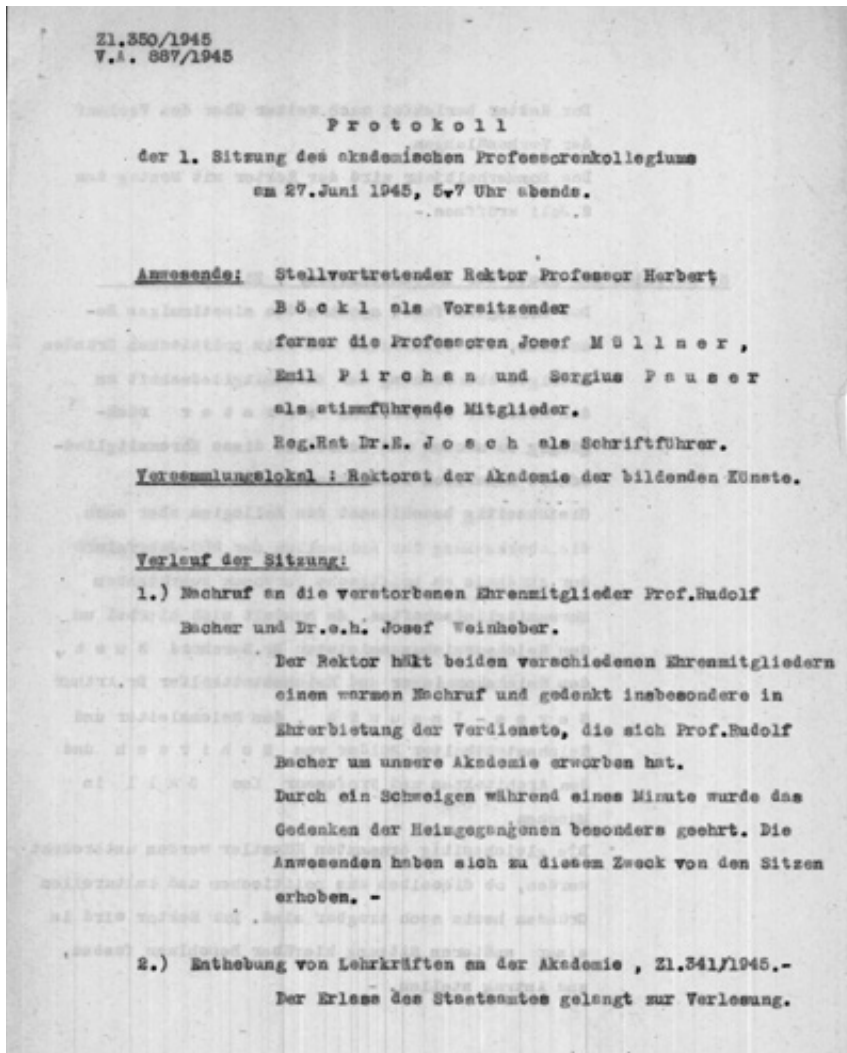 Zl.350/1945
V.A. 887/1945
P r o t o k o l l
der 1. Sitzung des akademischen Professorenkollegiums
am 27.Juni 1945, 5,7 Uhr abends.
Anwesende: Stellvertretender Rektor Professor Herbert
B ö c k l als Vorsitzender
ferner die Professoren Josef M ü l l n e r ,
Emil P i r c h a n und Sergius P a u s e r
als stimmführende Mitglieder.
Reg.Rat Dr.E. J o s c h als Schriftführer.
Versammlungslokal : Rektorat der Akademie der bildenden Künste.
Verlauf der Sitzung:
1.) Nachruf an die verstorbenen Ehrenmitglieder Prof.Rudolf
Bacher und Dr.e.h. Josef Weinheber.
Der Rektor hält beiden verschiedenen Ehrenmitgliedern
einen warmen Nachruf und gedenkt insbesondere in
Ehrerbietung der Verdienste, die sich Prof.Rudolf
Bacher um unsere Akademie erworben hat.
Durch ein Schweigen während eines Minute wurde das
Gedenken der Heimgegangenen besonders geehrt. Die
Anwesenden haben sich zu diesem Zweck von den Sitzen
erhoben. -
2.) Enthebung von Lehrkräften an der Akademie , Zl.341/1945.-
Der Erlass des Staatsamtes gelangt zur Verlesung.